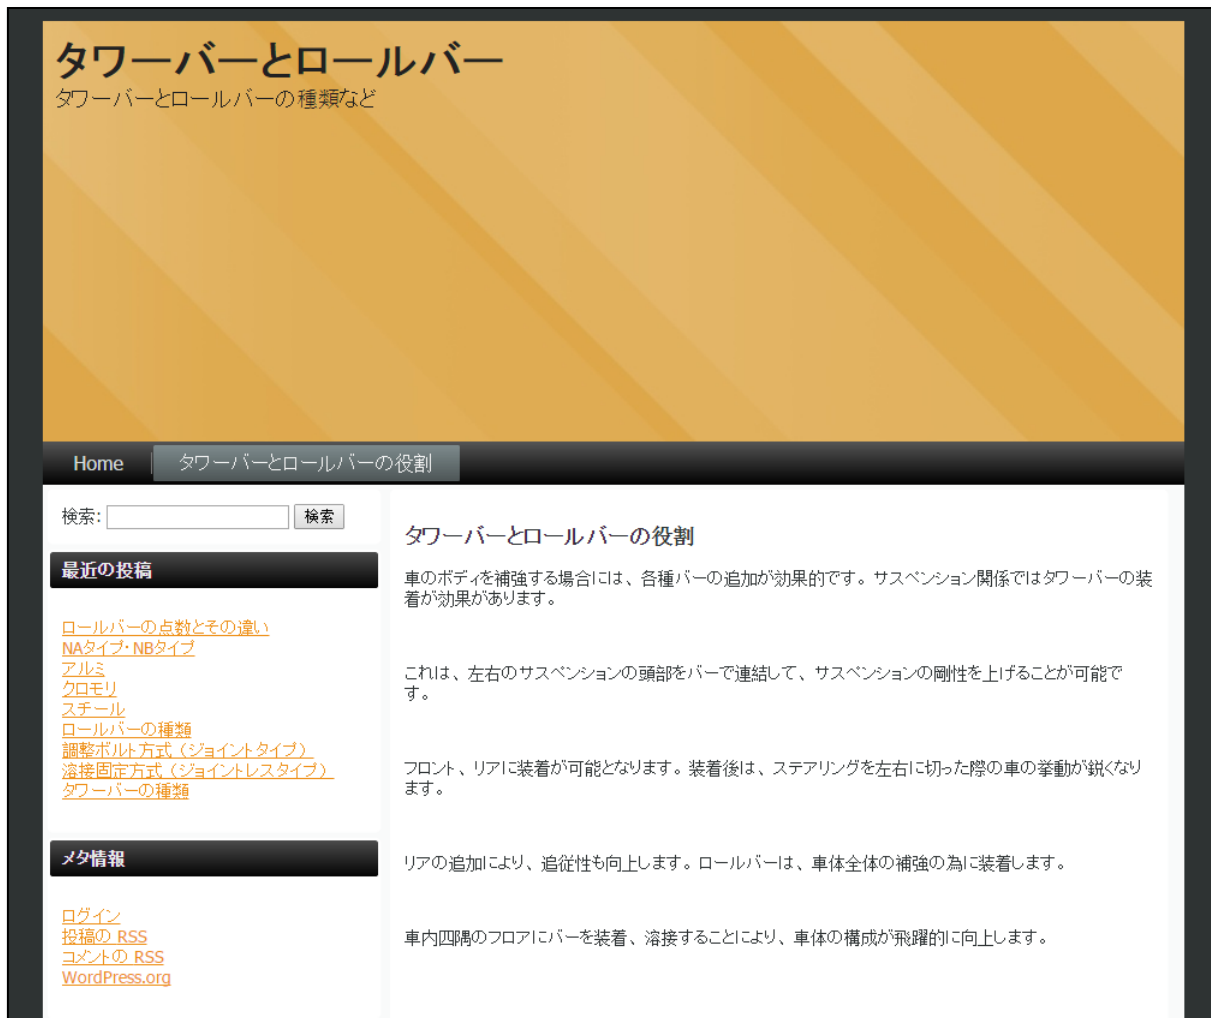 タワーバーとロールバー
タワーバーとロールバーの種類など
Home
タワーバーとロールバーの役割
検索:
検索
最近の投稿
ロールバーの点数とその違い
NAタイプ・NBタイプ
アルミ
クロモリ
スチール
ロールバーの種類
調整ボルト方式（ジョイントタイプ）
溶接固定方式（ジョイントレスタイプ）
タワーバーの種類
メタ情報
ログイン
投稿の RSS
コメントの RSS
WordPress.org
タワーバーとロールバーの役割
車のボディを補強する場合には、各種バーの追加が効果的です。サスペンション関係ではタワーバーの装
着が効果があります。
これは、左右のサスペンションの頭部をバーで連結して、サスペンションの剛性を上げることが可能で
す。
フロント、リアに装着が可能となります。装着後は、ステアリングを左右に切った際の車の挙動が鋭くなり
ます。
リアの追加により、追従性も向上します。ロールバーは、車体全体の補強の為に装着します。
車内四隅のフロアにバーを装着、溶接することにより、車体の構成が飛躍的に向上します。